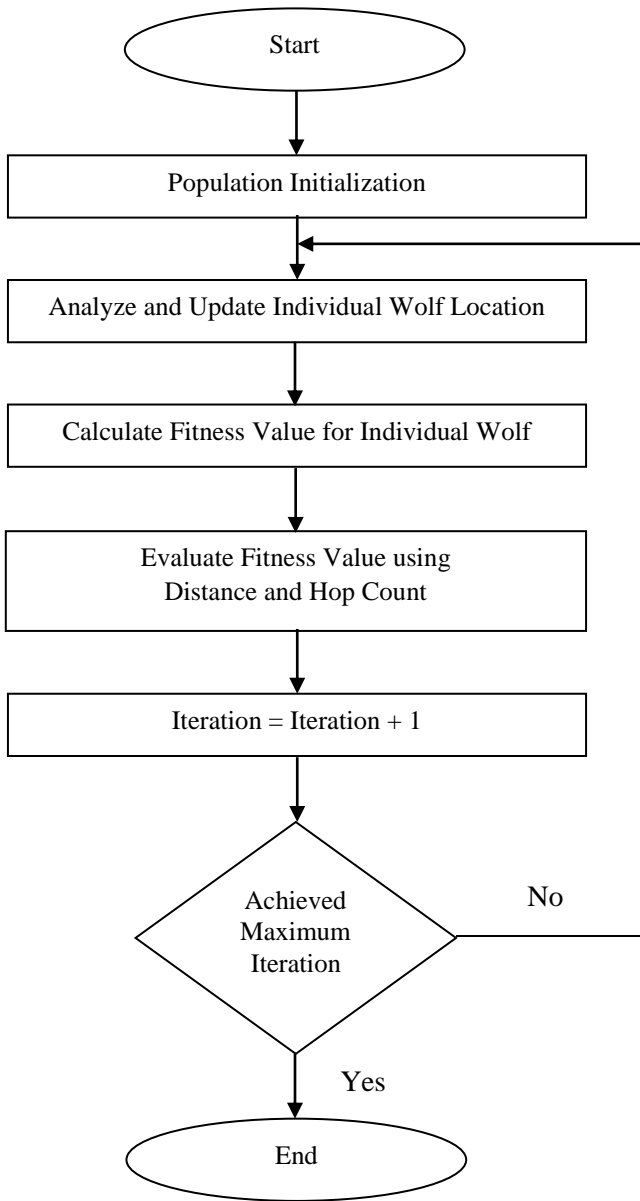 Start
Population Initialization
Analyze and Update Individual Wolf Location
Calculate Fitness Value for Individual Wolf
Evaluate Fitness Value using
Distance and Hop Count
Iteration = Iteration + 1
Achieved
Maximum
Iteration
No
Yes
End